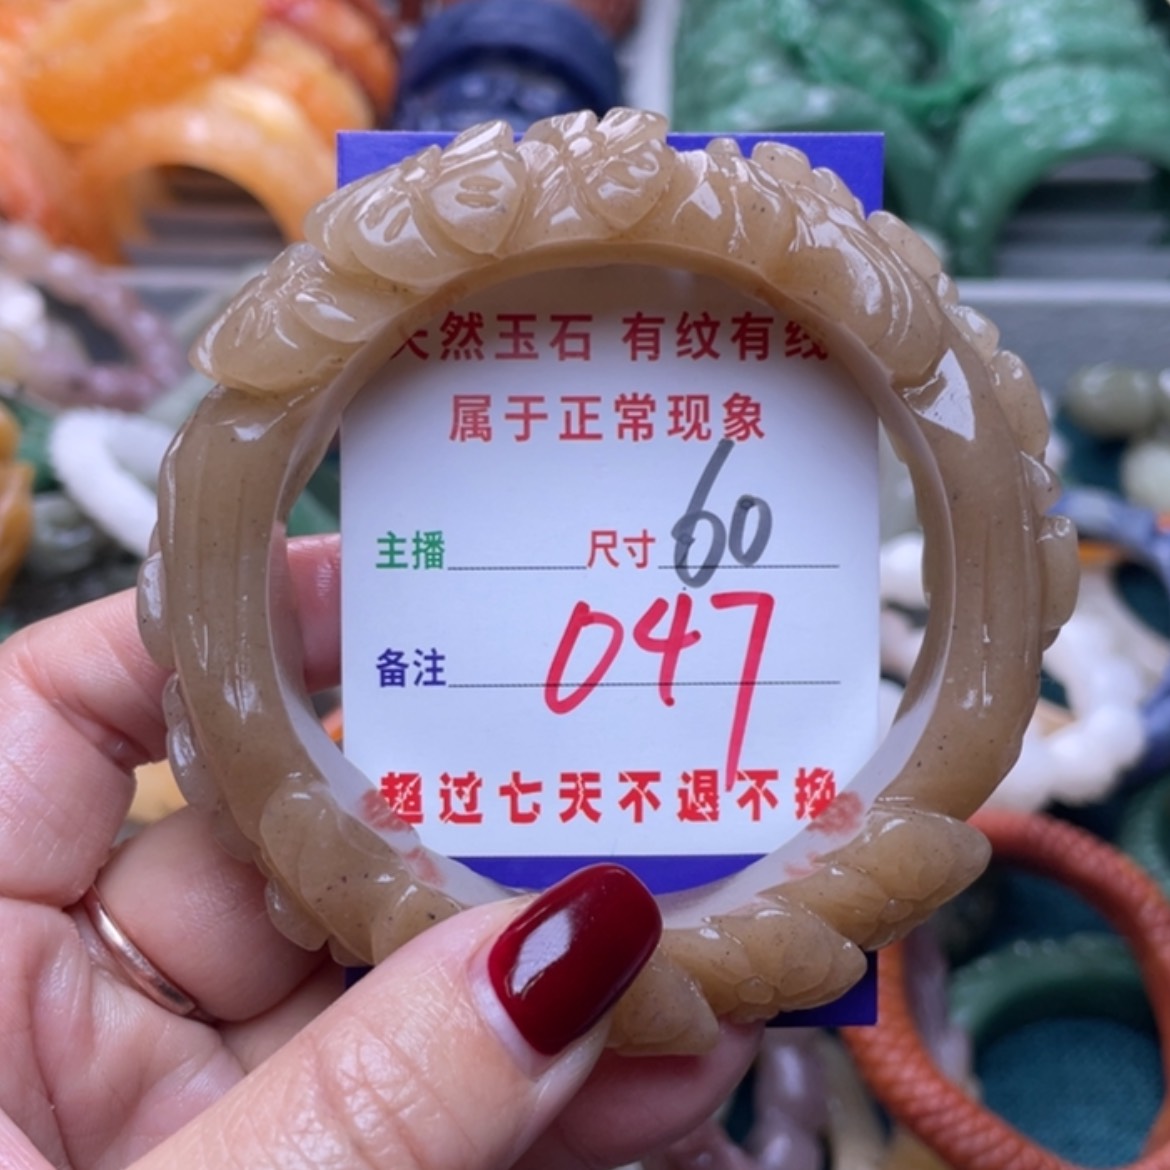 天然玉石 有纹有线
属于正常现象
主播 尺寸 60
备注 047
超过七天不退不换